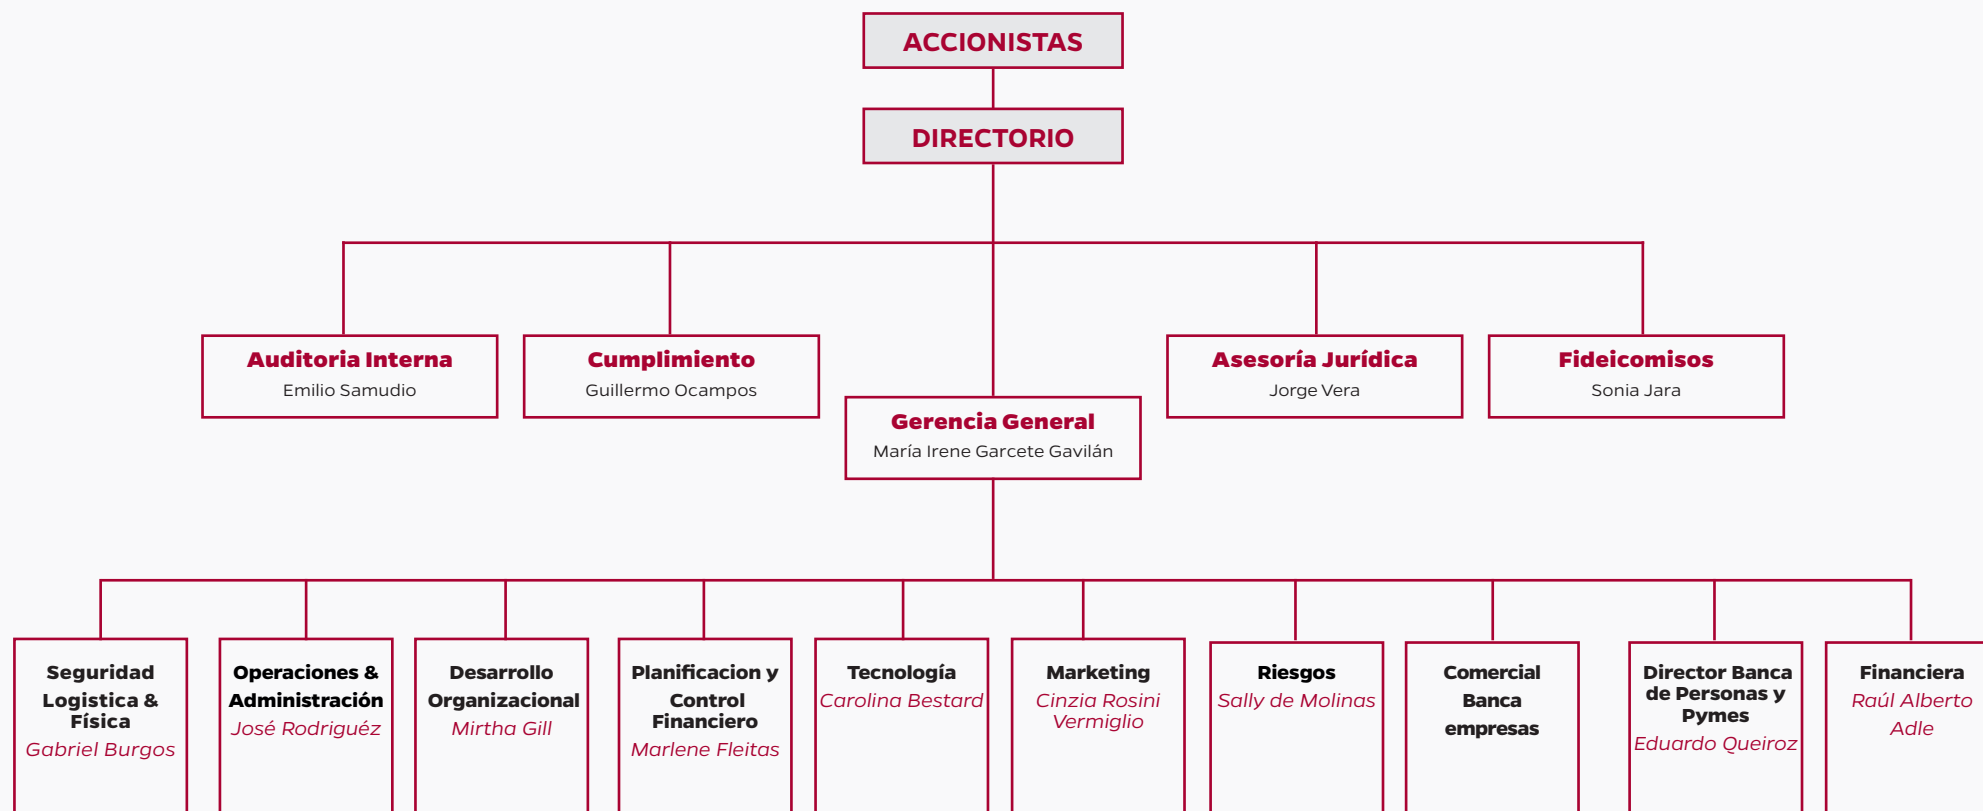 ACCIONISTAS
DIRECTORIO
Auditoria Interna
Emilio Samudio
Cumplimiento
Guillermo Ocampos
Gerencia General
María Irene Garcete Gavilán
Asesoría Jurídica
Jorge Vera
Fideicomisos
Sonia Jara
Seguridad
Logistica &
Física
Gabriel Burgos
Operaciones &
Administración
José Rodriguéz
Desarrollo
Organizacional
Mirtha Gill
Planificacion y
Control
Financiero
Marlene Fleitas
Tecnología
Carolina Bestard
Marketing
Cinzia Rosini
Vermiglio
Riesgos
Sally de Molinas
Comercial
Banca
empresas
Director Banca
de Personas y
Pymes
Eduardo Queiroz
Financiera
Raúl Alberto
Adle